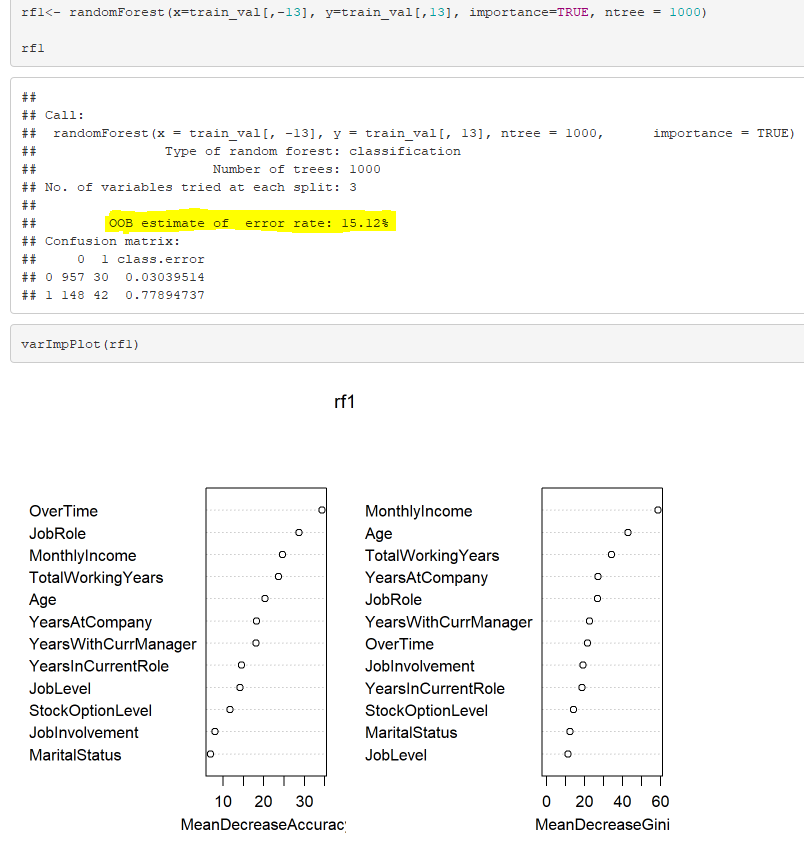 rf1<- randomForest(x=train_val[,-13], y=train_val[,13], importance=TRUE, ntree = 1000)
rf1
##
## Call:
## randomForest(x = train_val[, -13], y = train_val[, 13], ntree = 1000, importance = TRUE)
## Type of random forest: classification
## Number of trees: 1000
## No. of variables tried at each split: 3
##
## OOB estimate of error rate: 15.12%
## Confusion matrix:
## 0 1 class.error
## 0 957 30 0.03039514
## 1 148 42 0.77894737
varImpPlot(rf1)
rf1
OverTime
JobRole
MonthlyIncome
TotalWorkingYears
Age
YearsAtCompany
YearsWithCurrManager
YearsInCurrentRole
JobLevel
StockOptionLevel
JobInvolvement
MaritalStatus
10 20 30
MeanDecreaseAccurac
MonthlyIncome
Age
TotalWorkingYears
YearsAtCompany
JobRole
YearsWithCurrManager
OverTime
JobInvolvement
YearsInCurrentRole
StockOptionLevel
MaritalStatus
JobLevel
0 20 40 60
MeanDecreaseGini